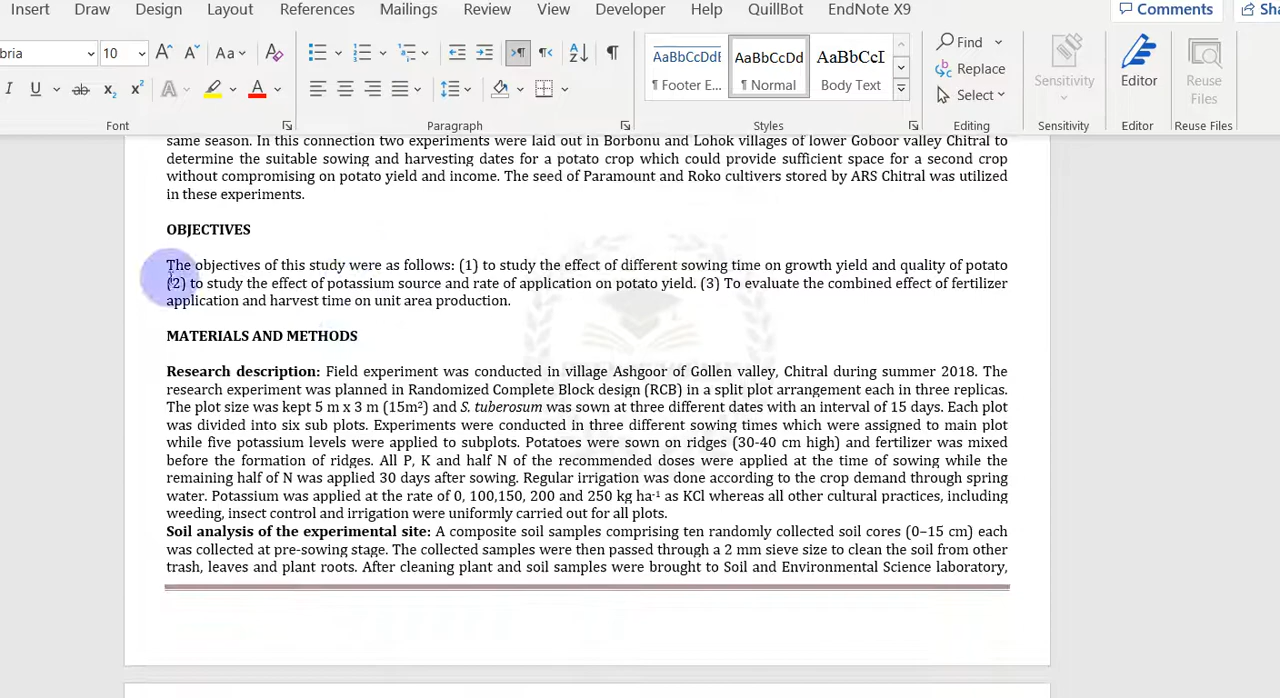 Insert Draw Design Layout References Mailings Review View Developer Help QuillBot EndNote X9 Comments Sha
bria 10 Aa Find
AaBbCcDdE AaBbCcDd AaBbCcI Replace Sensitivity Editor Reuse Files
I U ab x2 x2 A A ¶ Footer E... ¶ Normal Body Text Select
Font Paragraph Styles Editing Sensitivity Editor Reuse Files
same season. In this connection two experiments were laid out in Borbonu and Lohok villages of lower Goboor valley Chitral to
determine the suitable sowing and harvesting dates for a potato crop which could provide sufficient space for a second crop
without compromising on potato yield and income. The seed of Paramount and Roko cultivers stored by ARS Chitral was utilized
in these experiments.
OBJECTIVES
The objectives of this study were as follows: (1) to study the effect of different sowing time on growth yield and quality of potato
(2) to study the effect of potassium source and rate of application on potato yield. (3) To evaluate the combined effect of fertilizer
application and harvest time on unit area production.
MATERIALS AND METHODS
Research description: Field experiment was conducted in village Ashgoor of Gollen valley, Chitral during summer 2018. The
research experiment was planned in Randomized Complete Block design (RCB) in a split plot arrangement each in three replicas.
The plot size was kept 5 m x 3 m (15m²) and S. tuberosum was sown at three different dates with an interval of 15 days. Each plot
was divided into six sub plots. Experiments were conducted in three different sowing times which were assigned to main plot
while five potassium levels were applied to subplots. Potatoes were sown on ridges (30-40 cm high) and fertilizer was mixed
before the formation of ridges. All P, K and half N of the recommended doses were applied at the time of sowing while the
remaining half of N was applied 30 days after sowing. Regular irrigation was done according to the crop demand through spring
water. Potassium was applied at the rate of 0, 100,150, 200 and 250 kg ha⁻¹ as KCl whereas all other cultural practices, including
weeding, insect control and irrigation were uniformly carried out for all plots.
Soil analysis of the experimental site: A composite soil samples comprising ten randomly collected soil cores (0–15 cm) each
was collected at pre-sowing stage. The collected samples were then passed through a 2 mm sieve size to clean the soil from other
trash, leaves and plant roots. After cleaning plant and soil samples were brought to Soil and Environmental Science laboratory,